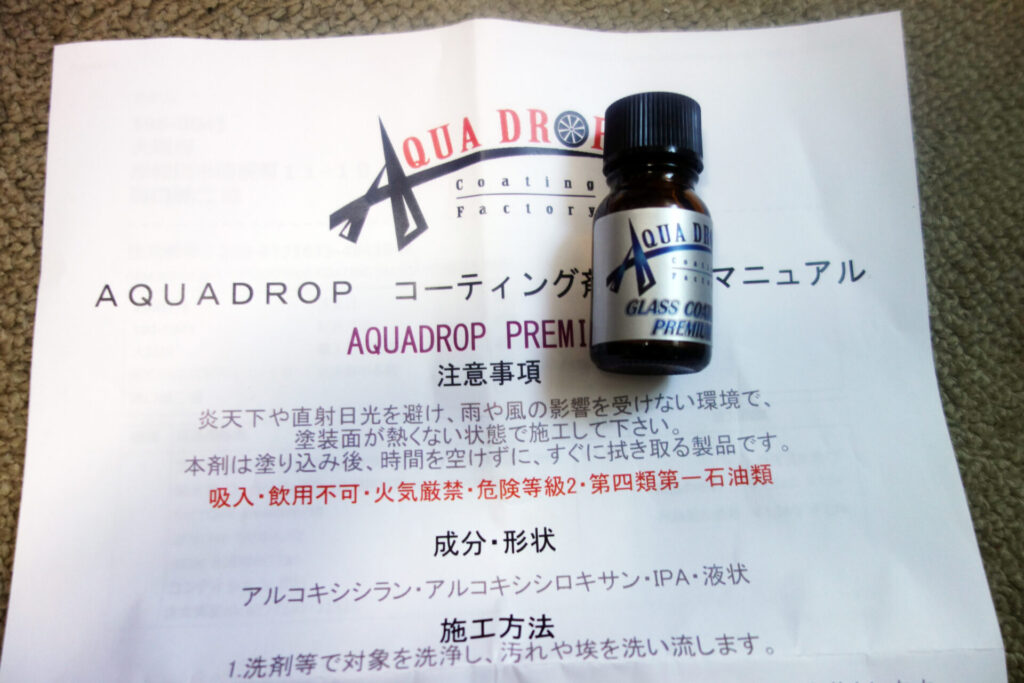 AQUA DROP
Coating
Factory
AQUA DRO
GLASS COAT
PREMIUM
AQUADROP コーティング剤 マニュアル
AQUADROP PREMI
注意事項
炎天下や直射日光を避け、雨や風の影響を受けない環境で、
塗装面が熱くない状態で施工して下さい。
本剤は塗り込み後、時間を空けずに、すぐに拭き取る製品です。
吸入・飲用不可・火気厳禁・危険等級2・第四類第一石油類
成分・形状
アルコキシシラン・アルコキシシロキサン・IPA・液状
施工方法
1.洗剤等で対象を洗浄し、汚れや埃を洗い流します。